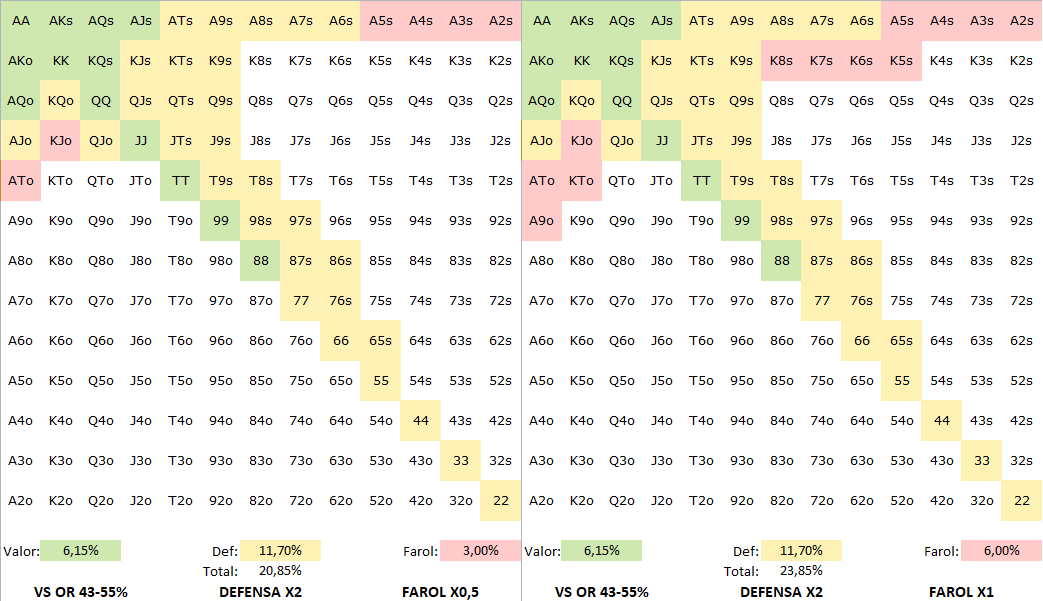 AA AKs AQs AJs ATs A9s A8s A7s A6s A5s A4s A3s A2s AA AKs AQs AJs ATs A9s A8s A7s A6s A5s A4s A3s A2s
AKo KK KQs KJs KTs K9s K8s K7s K6s K5s K4s K3s K2s AKo KK KQs KJs KTs K9s K8s K7s K6s K5s K4s K3s K2s
AQo KQo QQ QJs QTs Q9s Q8s Q7s Q6s Q5s Q4s Q3s Q2s AQo KQo QQ QJs QTs Q9s Q8s Q7s Q6s Q5s Q4s Q3s Q2s
AJo KJo QJo JJ JTs J9s J8s J7s J6s J5s J4s J3s J2s AJo KJo QJo JJ JTs J9s J8s J7s J6s J5s J4s J3s J2s
ATo KTo QTo JTo TT T9s T8s T7s T6s T5s T4s T3s T2s ATo KTo QTo JTo TT T9s T8s T7s T6s T5s T4s T3s T2s
A9o K9o Q9o J9o T9o 99 98s 97s 96s 95s 94s 93s 92s A9o K9o Q9o J9o T9o 99 98s 97s 96s 95s 94s 93s 92s
A8o K8o Q8o J8o T8o 98o 88 87s 86s 85s 84s 83s 82s A8o K8o Q8o J8o T8o 98o 88 87s 86s 85s 84s 83s 82s
A7o K7o Q7o J7o T7o 97o 87o 77 76s 75s 74s 73s 72s A7o K7o Q7o J7o T7o 97o 87o 77 76s 75s 74s 73s 72s
A6o K6o Q6o J6o T6o 96o 86o 76o 66 65s 64s 63s 62s A6o K6o Q6o J6o T6o 96o 86o 76o 66 65s 64s 63s 62s
A5o K5o Q5o J5o T5o 95o 85o 75o 65o 55 54s 53s 52s A5o K5o Q5o J5o T5o 95o 85o 75o 65o 55 54s 53s 52s
A4o K4o Q4o J4o T4o 94o 84o 74o 64o 54o 44 43s 42s A4o K4o Q4o J4o T4o 94o 84o 74o 64o 54o 44 43s 42s
A3o K3o Q3o J3o T3o 93o 83o 73o 63o 53o 43o 33 32s A3o K3o Q3o J3o T3o 93o 83o 73o 63o 53o 43o 33 32s
A2o K2o Q2o J2o T2o 92o 82o 72o 62o 52o 42o 32o 22 A2o K2o Q2o J2o T2o 92o 82o 72o 62o 52o 42o 32o 22
Valor: 6,15% Def: 11,70% Farol: 3,00% Valor: 6,15% Def: 11,70% Farol: 6,00%
Total: 20,85% Total: 23,85%
VS OR 43-55% DEFENSA X2 FAROL X0,5 VS OR 43-55% DEFENSA X2 FAROL X1